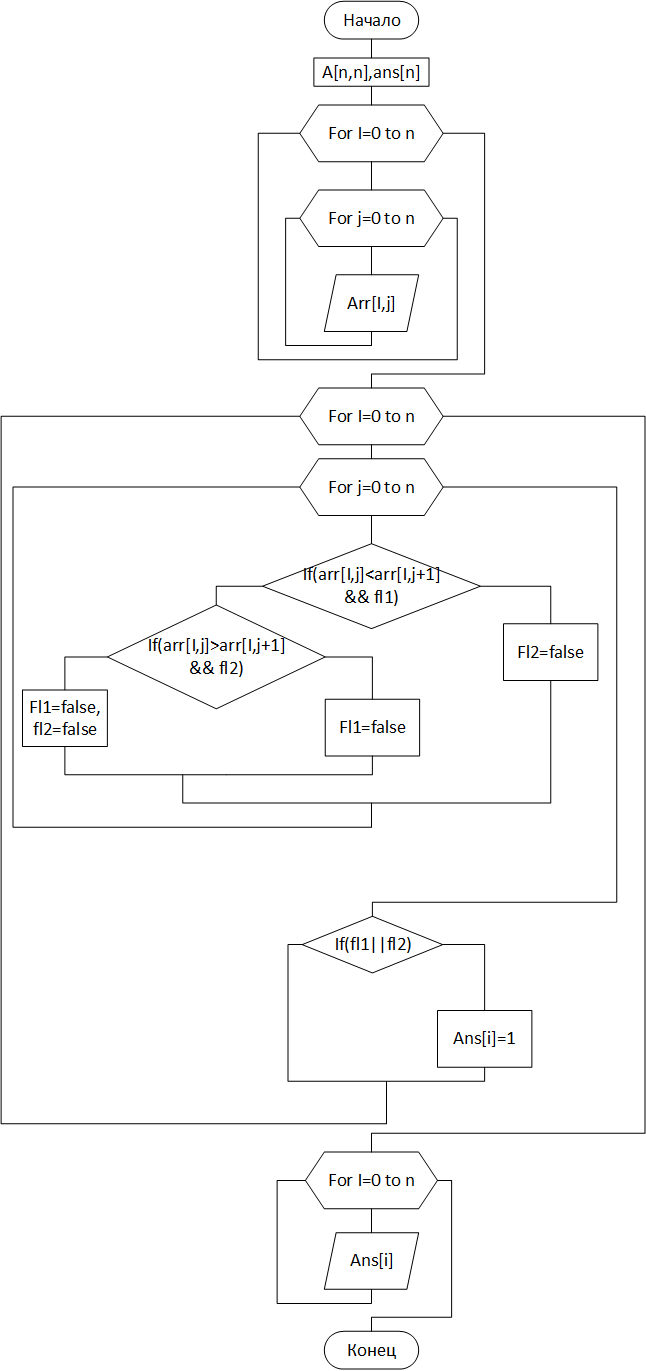 Начало
A[n,n],ans[n]
For I=0 to n
For j=0 to n
Arr[I,j]
For I=0 to n
For j=0 to n
If(arr[I,j]<arr[I,j+1]
&& fl1)
If(arr[I,j]>arr[I,j+1]
&& fl2)
Fl2=false
Fl1=false,
fl2=false
Fl1=false
If(fl1||fl2)
Ans[i]=1
For I=0 to n
Ans[i]
Конец